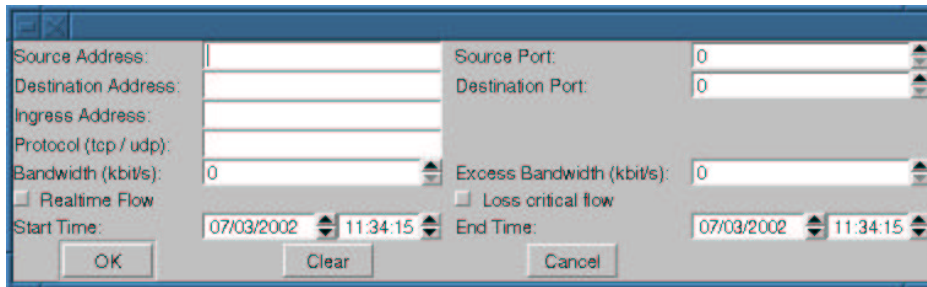 Source Address: Source Port: 0
Destination Address: Destination Port: 0
Ingress Address:
Protocol (tcp / udp):
Bandwidth (kbit/s): 0 Excess Bandwidth (kbit/s): 0
Realtime Flow Loss critical flow
Start Time: 07/03/2002 11:34:15 End Time: 07/03/2002 11:34:15
OK Clear Cancel